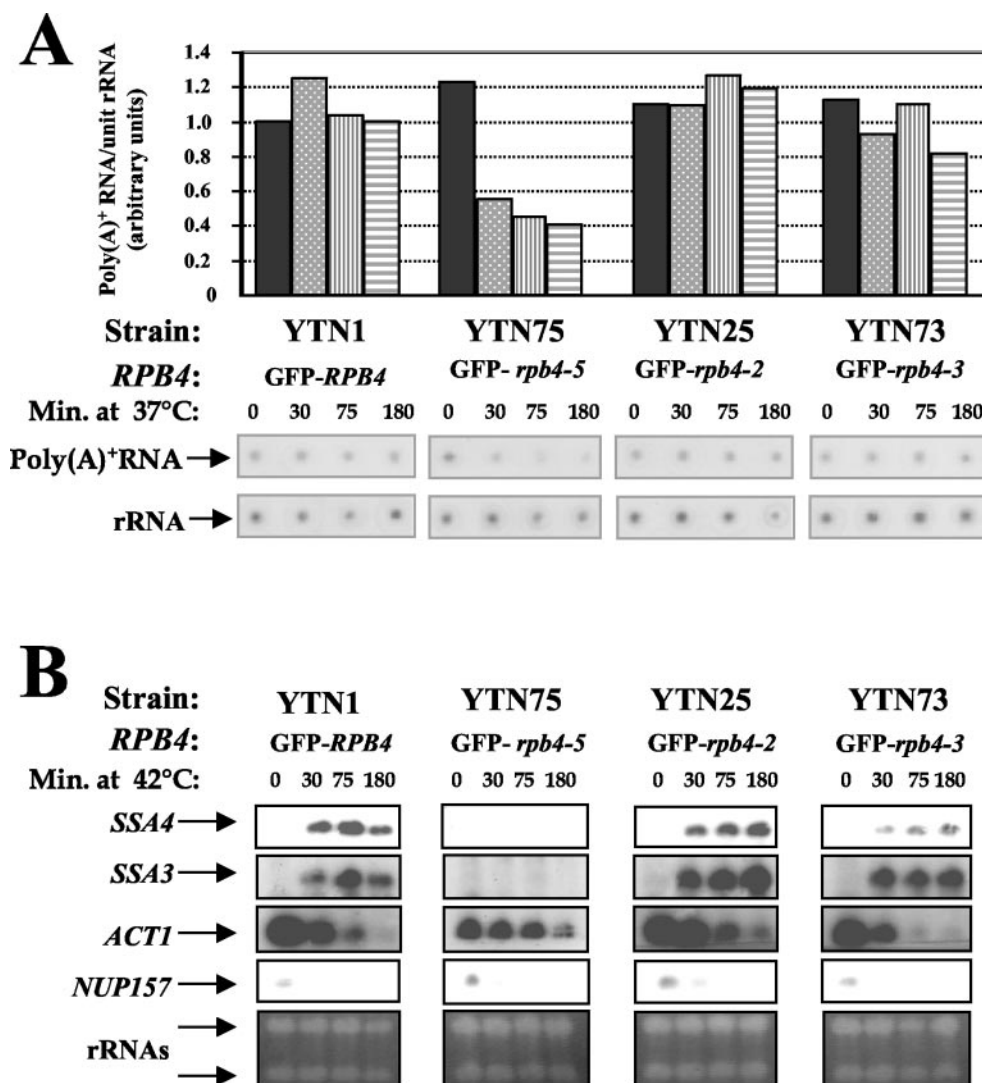 A
Poly(A)+ RNA/unit rRNA
(arbitrary units)
1.4
1.2
1.0
0.8
0.6
0.4
0.2
0
Strain: YTN1 YTN75 YTN25 YTN73
RPB4: GFP-RPB4 GFP- rpb4-5 GFP-rpb4-2 GFP-rpb4-3
Min. at 37°C: 0 30 75 180 0 30 75 180 0 30 75 180 0 30 75 180
Poly(A)+RNA
rRNA
B
Strain: YTN1 YTN75 YTN25 YTN73
RPB4: GFP-RPB4 GFP- rpb4-5 GFP-rpb4-2 GFP-rpb4-3
Min. at 42°C: 0 30 75 180 0 30 75 180 0 30 75 180 0 30 75 180
SSA4
SSA3
ACT1
NUP157
rRNAs